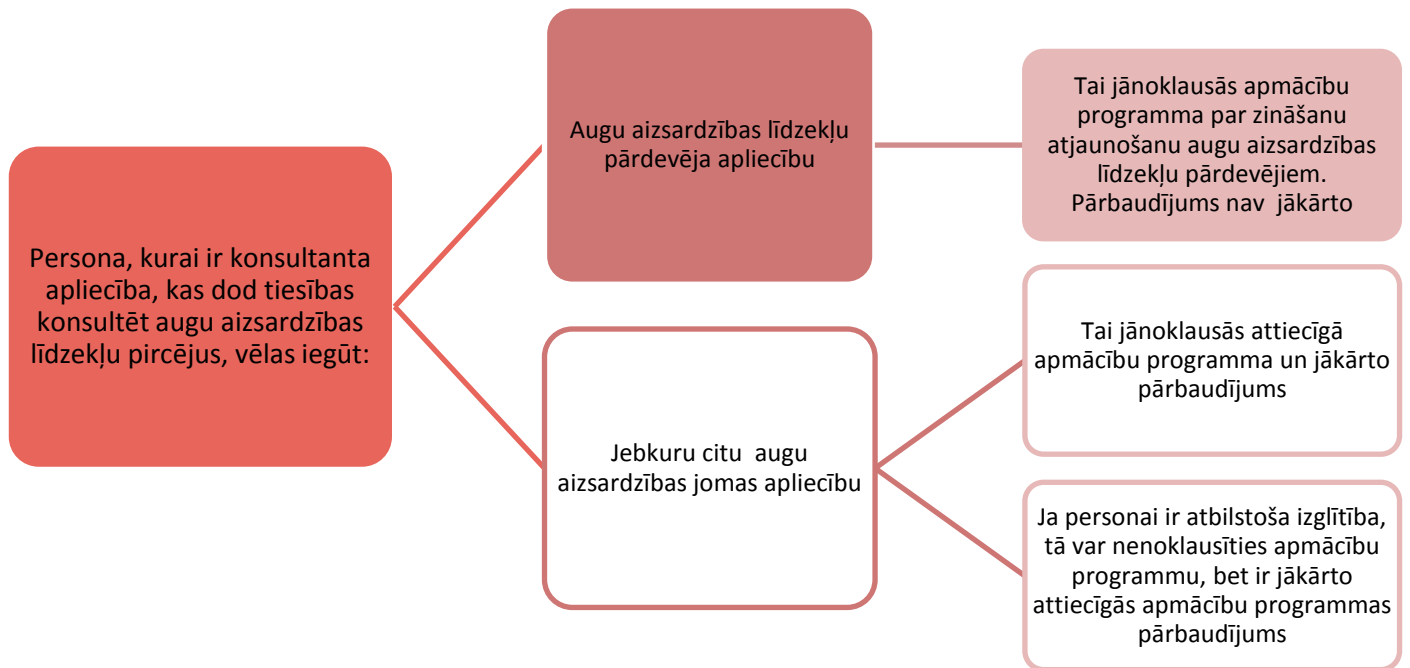 Persona, kurai ir konsultanta
apliecība, kas dod tiesības
konsultēt augu aizsardzības
līdzekļu pircējus, vēlas iegūt:
Augu aizsardzības līdzekļu
pārdevēja apliecību
Tai jānoklausās apmācību
programma par zināšanu
atjaunošanu augu aizsardzības
līdzekļu pārdevējiem.
Pārbaudījums nav jākārto
Jebkuru citu augu
aizsardzības jomas apliecību
Tai jānoklausās attiecīgā
apmācību programma un jākārto
pārbaudījums
Ja personai ir atbilstoša izglītība,
tā var nenoklausīties apmācību
programmu, bet ir jākārto
attiecīgās apmācību programmas
pārbaudījums